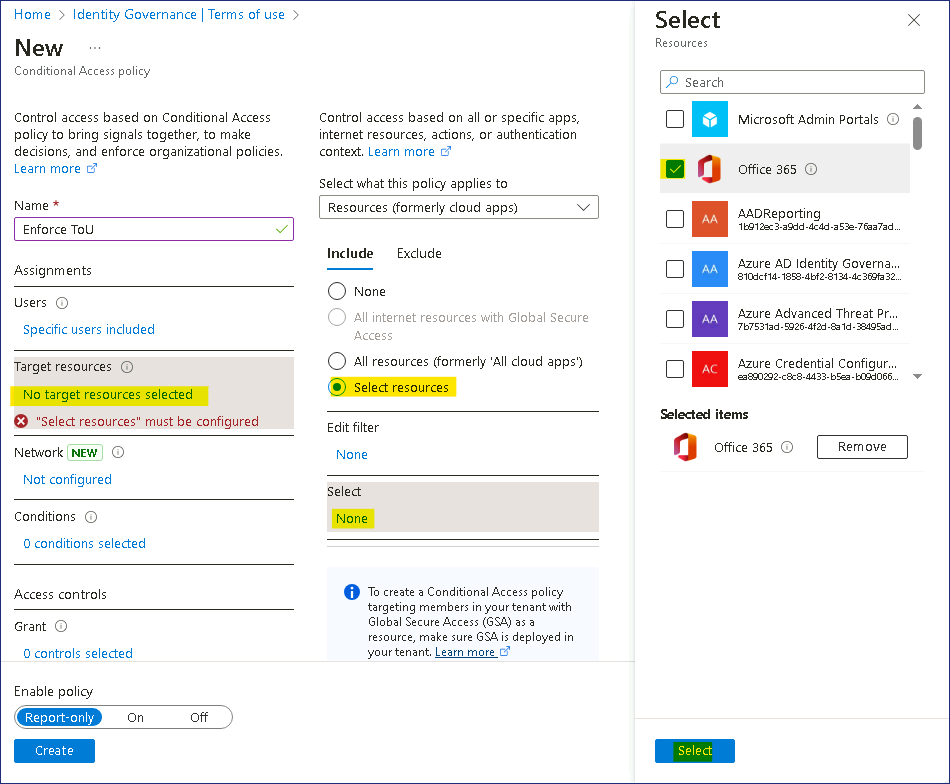 Home > Identity Governance | Terms of use >
New ...
Conditional Access policy
Control access based on Conditional Access
policy to bring signals together, to make
decisions, and enforce organizational policies.
Learn more
Name *
Enforce ToU
Assignments
Users
Specific users included
Target resources
No target resources selected
"Select resources" must be configured
Network NEW
Not configured
Conditions
0 conditions selected
Access controls
Grant
0 controls selected
Enable policy
Report-only On Off
Create
Control access based on all or specific apps,
internet resources, actions, or authentication
context. Learn more
Select what this policy applies to
Resources (formerly cloud apps)
Include Exclude
None
All internet resources with Global Secure
Access
All resources (formerly 'All cloud apps')
Select resources
Edit filter
None
Select
None
To create a Conditional Access policy
targeting members in your tenant with
Global Secure Access (GSA) as a
resource, make sure GSA is deployed in
your tenant. Learn more
Select
Resources
Search
Microsoft Admin Portals
Office 365
AA AADReporting
1b912ec3-a9dd-4c4d-a53e-76aa7ad...
AA Azure AD Identity Governa...
810dcf14-1858-4bf2-8134-4c369fa32...
AA Azure Advanced Threat Pr...
7b7531ad-5926-4f2d-8a1d-38495ad...
AC Azure Credential Configur...
ea890292-c8c8-4433-b5ea-b09d066...
Selected items
Office 365 Remove
Select